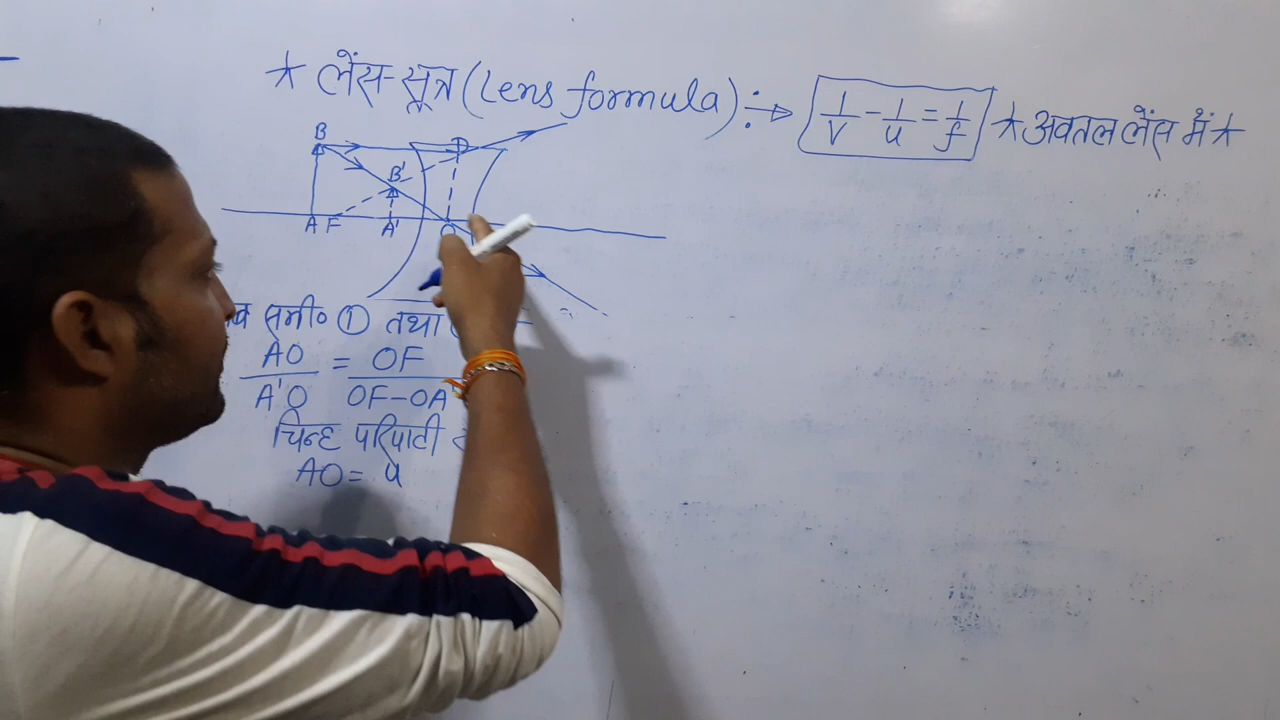 ★ लेंस-सूत्र (Lens formula) :→ 1/v - 1/u = 1/f ★ अवतल लेंस में ★
B
D
B'
A F A' O
समी० ① तथा
AO/A'O = OF/OF-OA'
चिन्ह परिपाटी
AO = u